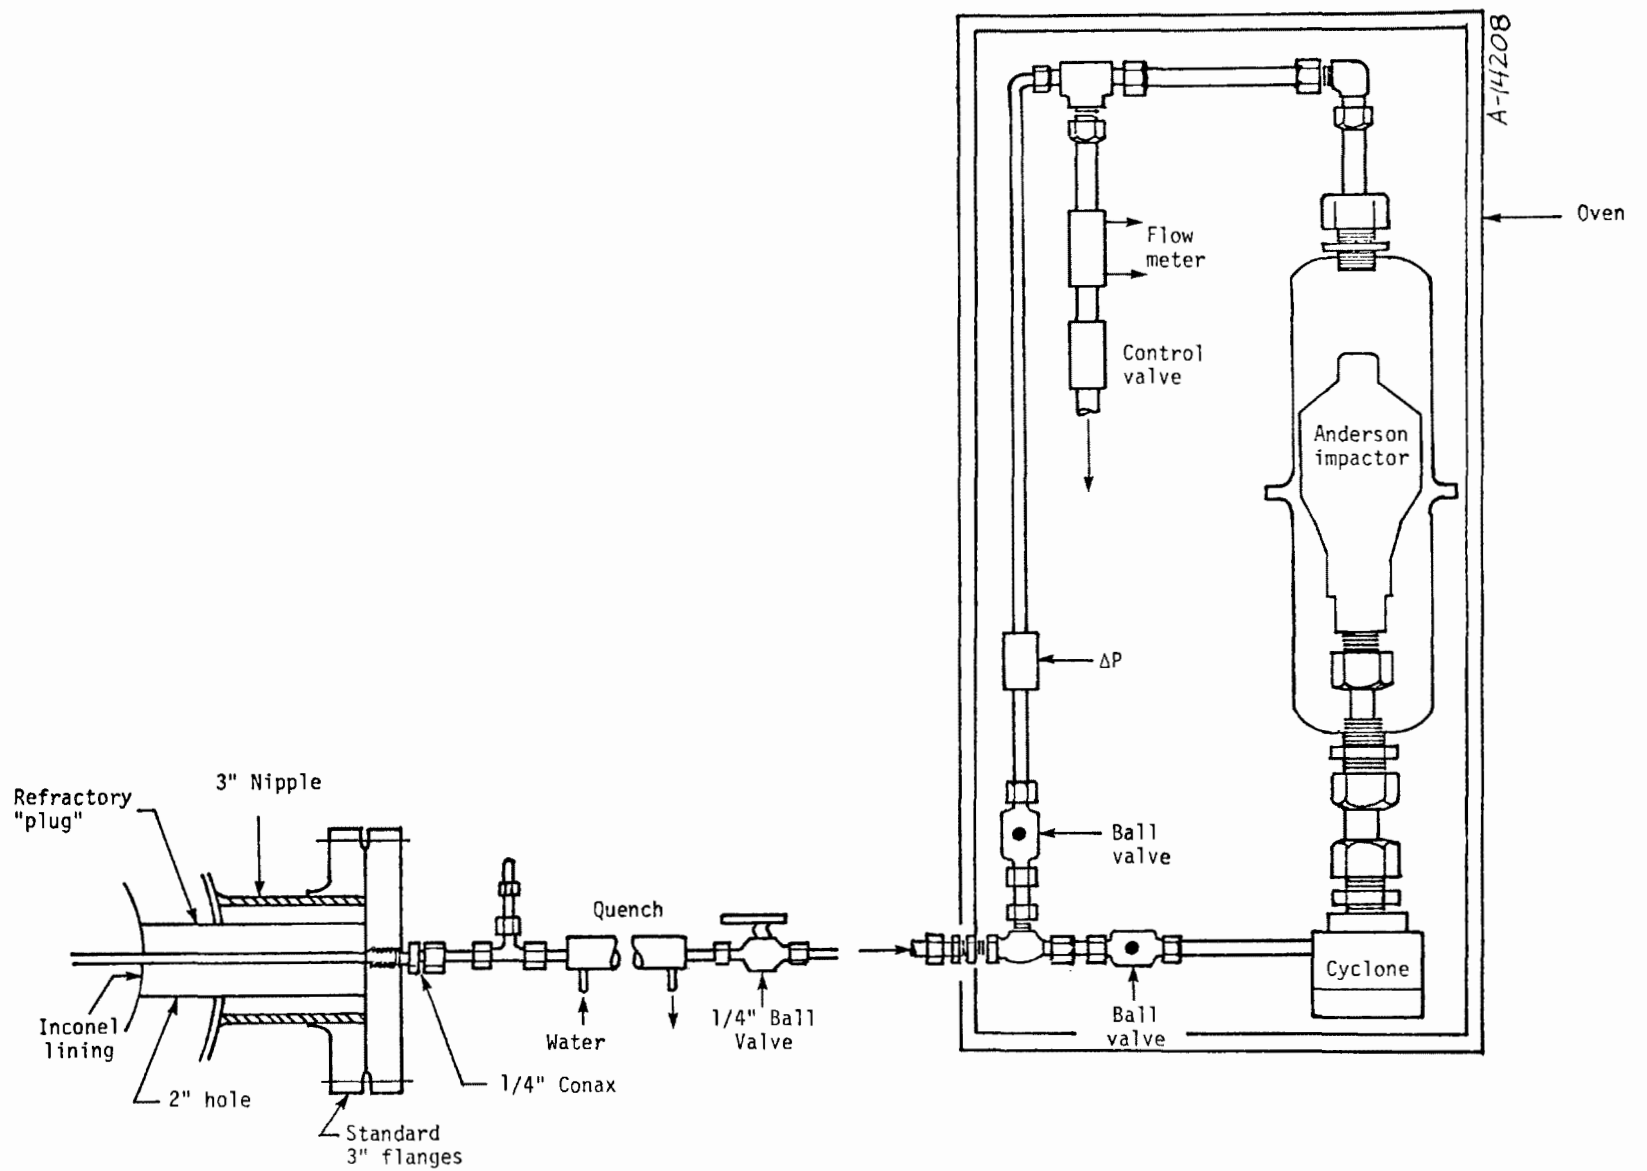 A-14208
Oven
Flow
meter
Control
valve
Anderson
impactor
ΔP
Ball
valve
Cyclone
Ball
valve
3" Nipple
Refractory
"plug"
Quench
Inconel
lining
Water
1/4" Ball
Valve
2" hole
1/4" Conax
Standard
3" flanges